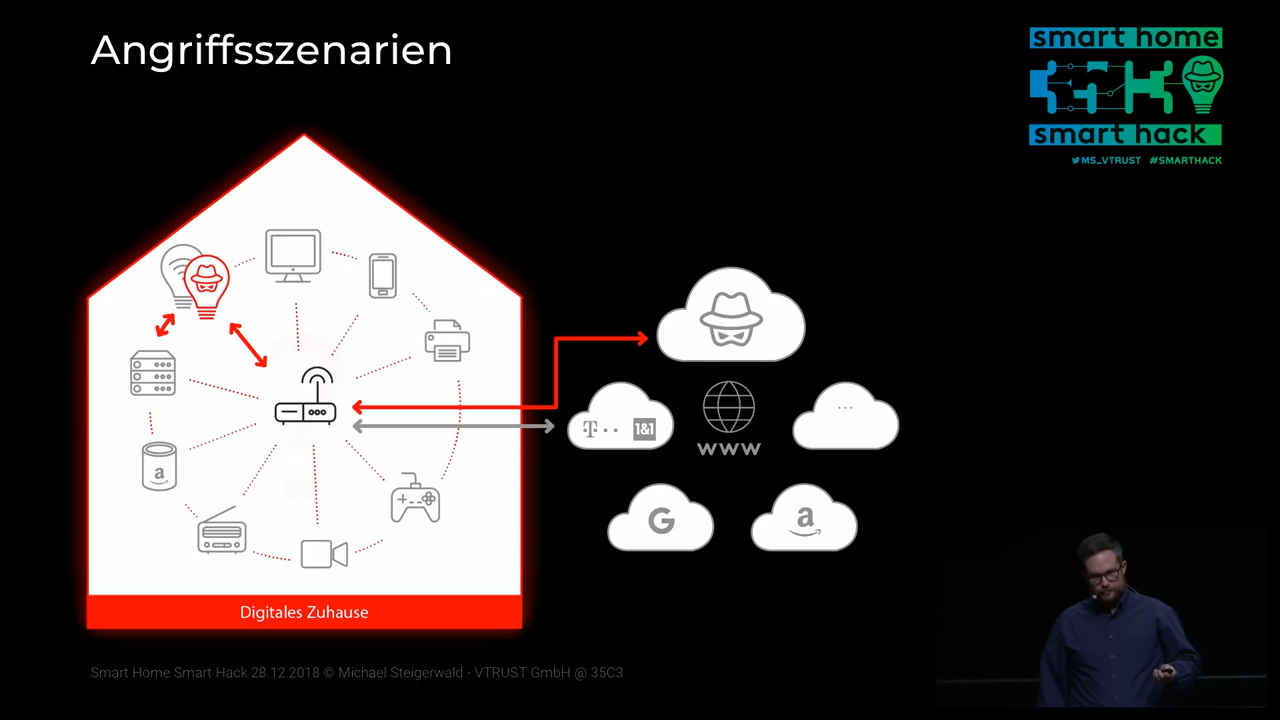 Angriffsszenarien
smart home
35C3
smart hack
MS_VTRUST #SMARTHACK
T · · 1&1
...
WWW
a
G
a
Digitales Zuhause
Smart Home Smart Hack 28.12.2018 © Michael Steigerwald - VTRUST GmbH @ 35C3